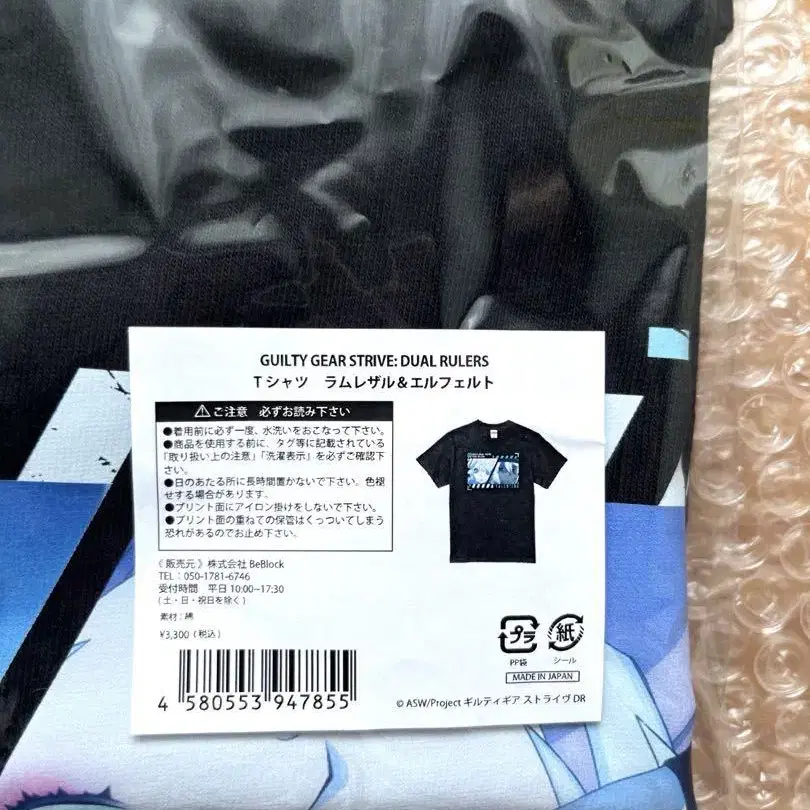 GUILTY GEAR STRIVE: DUAL RULERS
Tシャツ ラムレザル&エルフェルト
⚠ご注意 必ずお読み下さい
●着用前に必ず一度、水洗いをおこなって下さい。
●商品を使用する前に、タグ等に記載されている
「取り扱い上の注意」「洗濯表示」を必ずご確認下
さい。
●日のあたる所に長時間置かないで下さい。色褪
せする場合があります。
●プリント面にアイロン掛けをしないで下さい。
●プリント面の重ねての保管はくっついてしまう
恐れがあるのでお止め下さい。
《 販売元 》株式会社 BeBlock
TEL：050-1781-6746
受付時間 平日 10:00~17:30
( 土・日・祝日を除く )
素材：綿
¥3,300（税込）
4 580553 947855
プラ
PP袋
紙
シール
MADE IN JAPAN
© ASW/Project ギルティギア ストライヴ DR